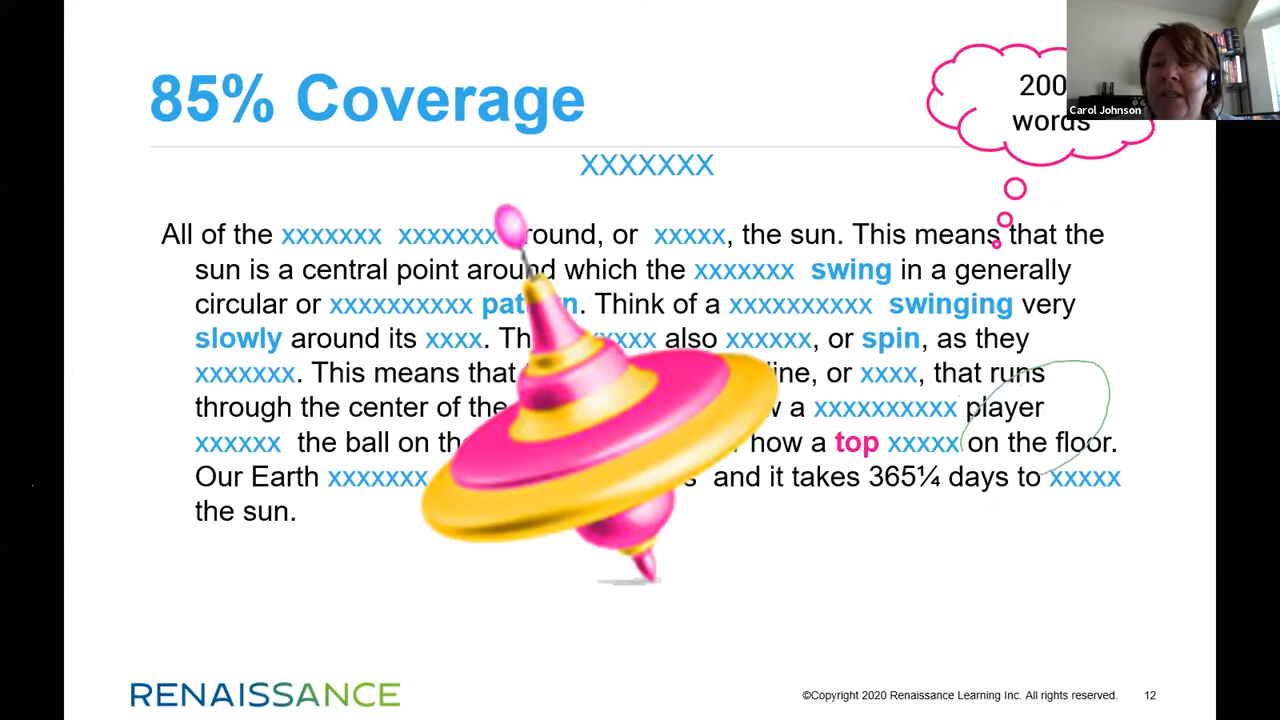 85% Coverage
200
words
Carol Johnson
xxxxxxx
All of the xxxxxxx xxxxxxx round, or xxxxx, the sun. This means that the
sun is a central point around which the xxxxxxx swing in a generally
circular or xxxxxxxxxx pattern. Think of a xxxxxxxxxx swinging very
slowly around its xxxx. Th xxxx also xxxxxx, or spin, as they
xxxxxxx. This means that line, or xxxx, that runs
through the center of the a xxxxxxxxxx player
xxxxxx the ball on the how a top xxxxx on the floor.
Our Earth xxxxxxx and it takes 365¼ days to xxxxx
the sun.
RENAISSANCE
©Copyright 2020 Renaissance Learning Inc. All rights reserved. 12